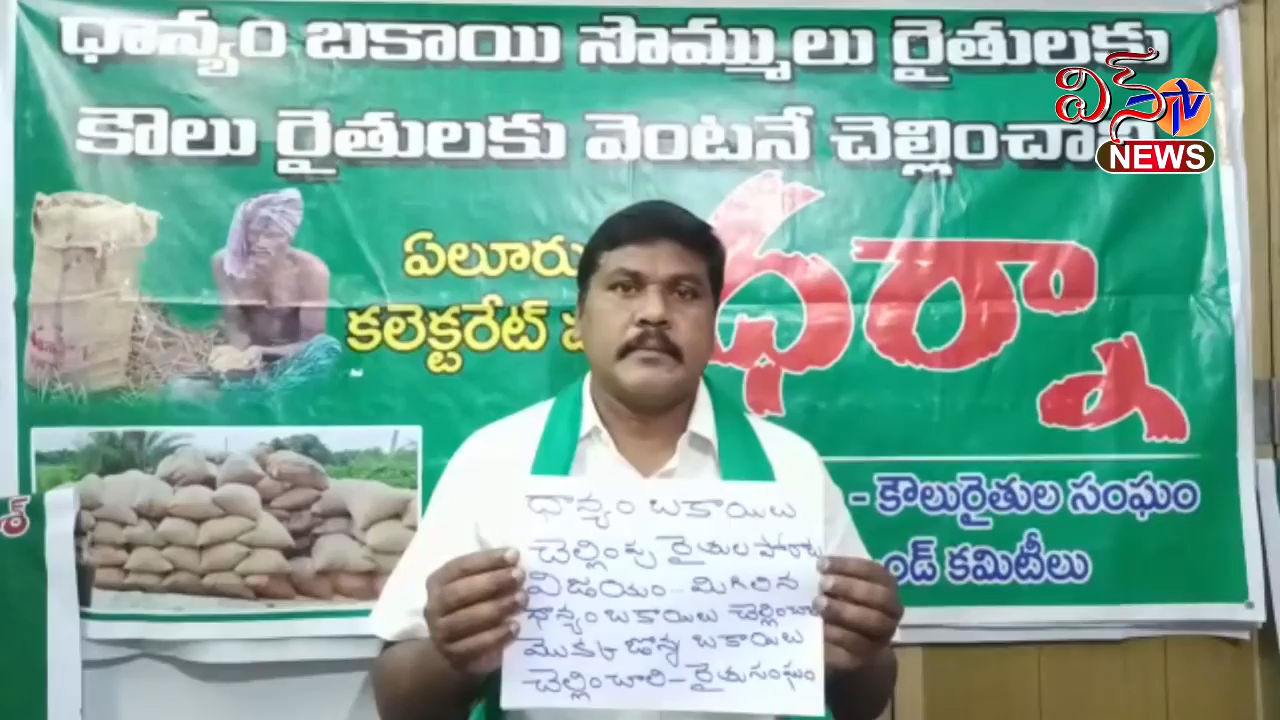 ధాన్యం బకాయి సొమ్ములు రైతులకు
కౌలు రైతులకు వెంటనే
విస్ tv
NEWS
ఏలూరు
కలెక్టరేట్
ధర్నా
- కౌలురైతుల సంఘం
కమిటీలు
ధాన్యం బకాయిలు
చెల్లింపు రైతుల
విజయం - మిగిలిన
ధాన్యం బకాయిలు
మొక్కజొన్న బకాయిలు
చెల్లించాలి - రైతుసంఘం